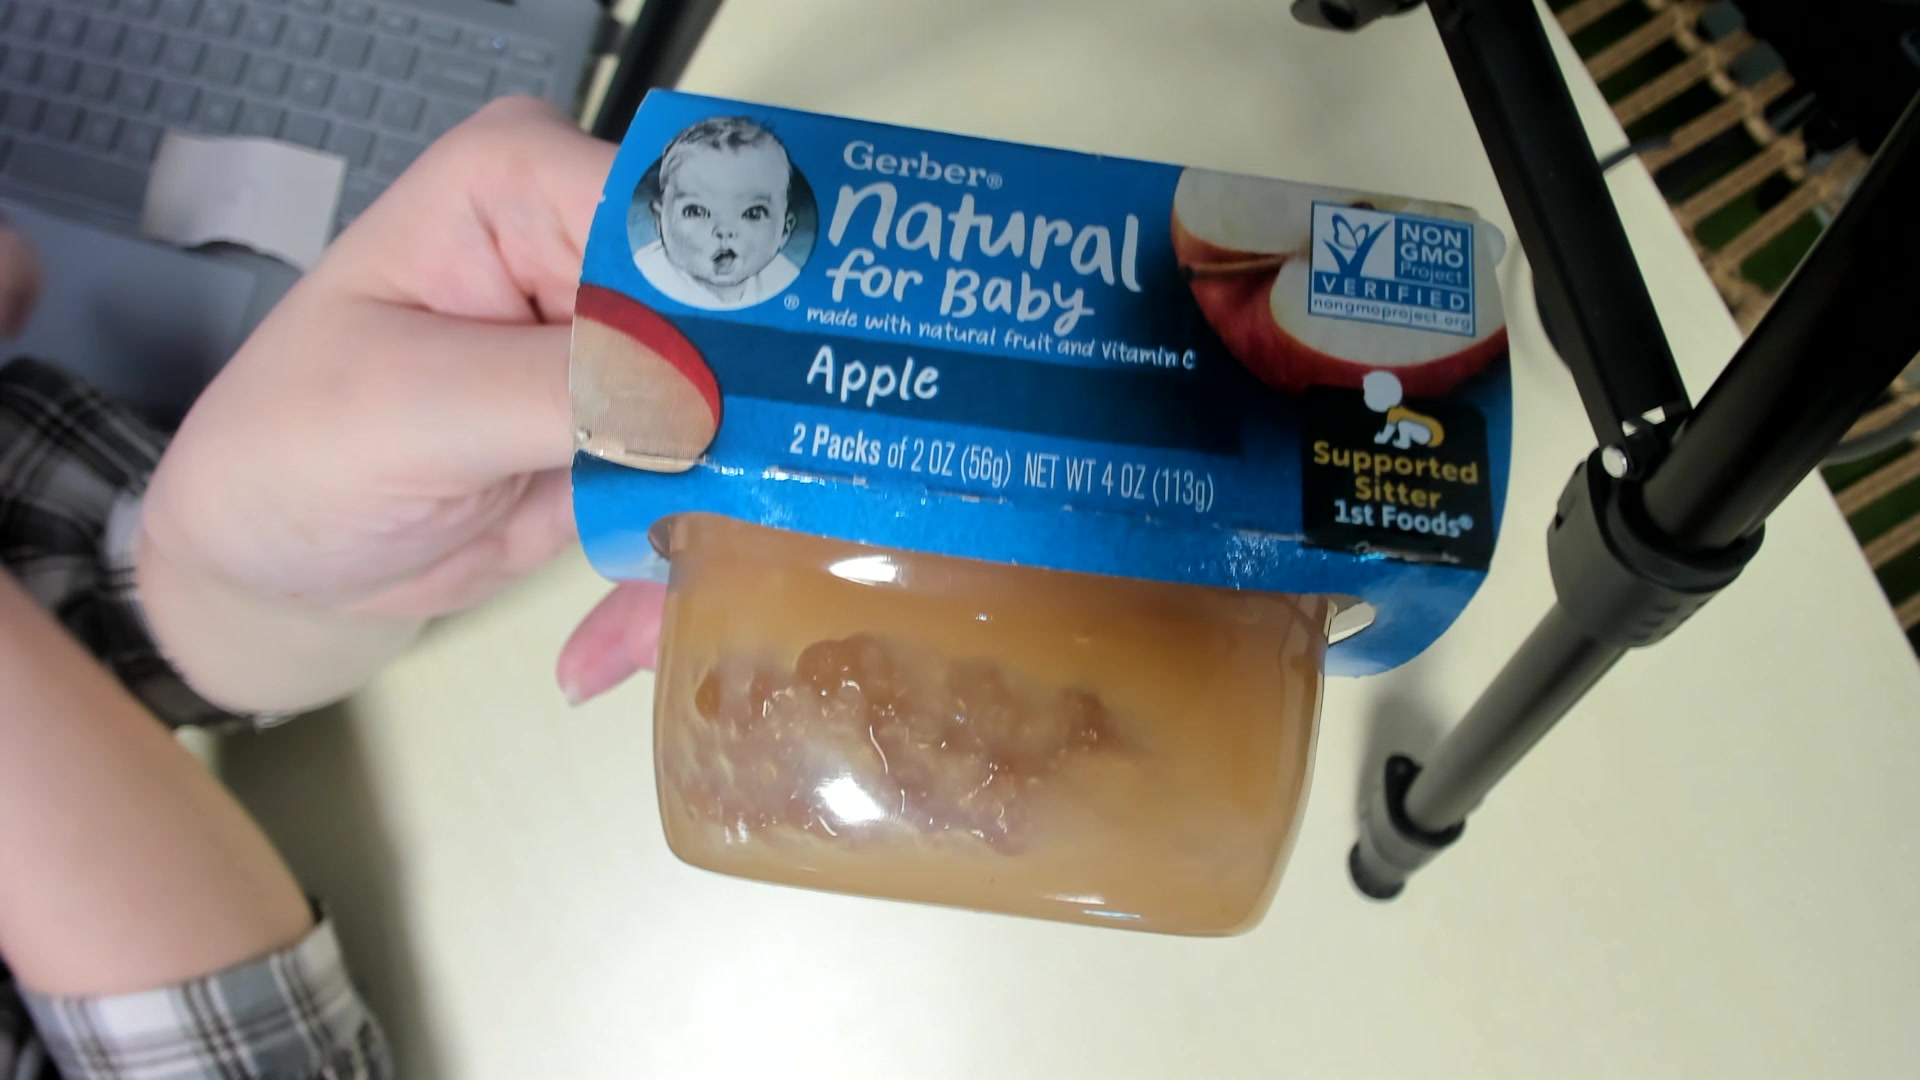 Gerber®
Natural
for Baby
®
made with natural fruit and Vitamin C
Apple
2 Packs of 2 OZ (56g) NET WT 4 OZ (113g)
NON
GMO
Project
VERIFIED
nongmoproject.org
Supported
Sitter
1st Foods®